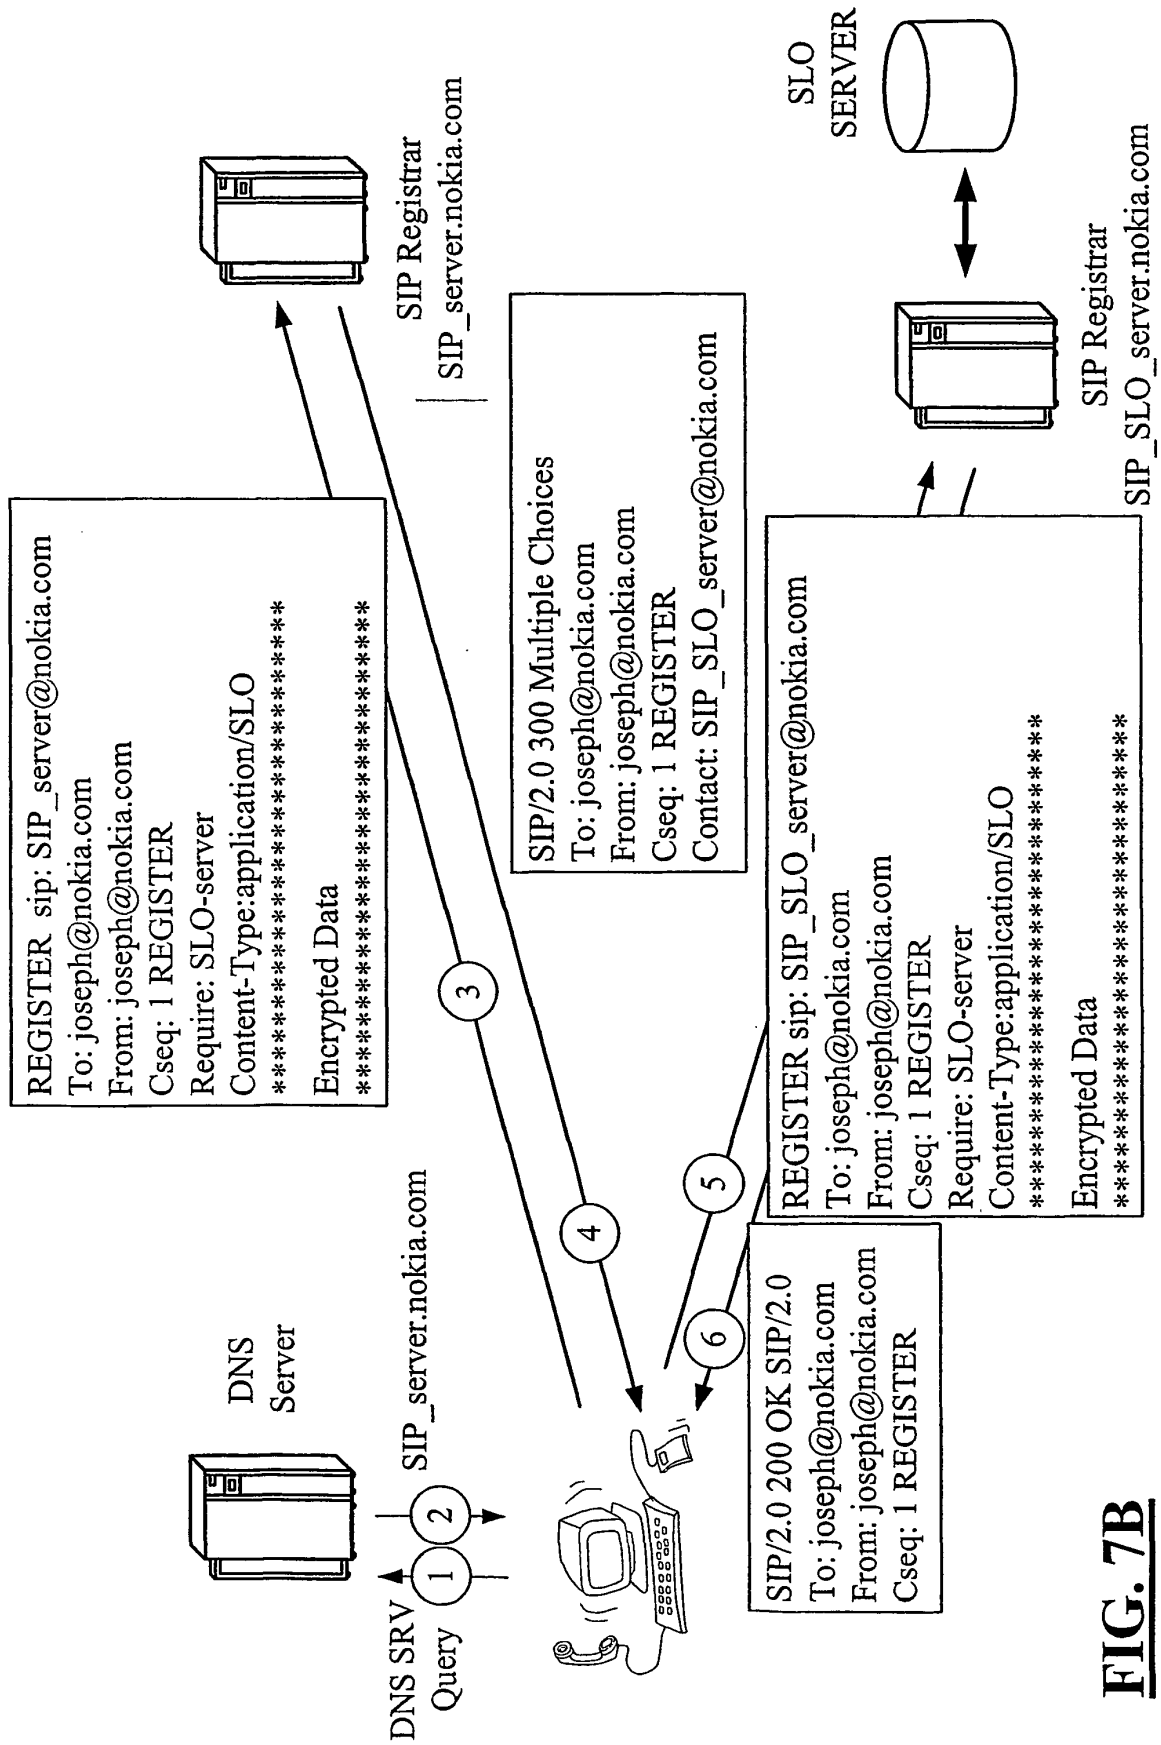 DNS
Server
DNS SRV
Query
1
2
SIP_server.nokia.com
REGISTER sip: SIP_server@nokia.com
To: joseph@nokia.com
From: joseph@nokia.com
Cseq: 1 REGISTER
Require: SLO-server
Content-Type:application/SLO
**********************************
Encrypted Data
**********************************
3
4
SIP Registrar
SIP_server.nokia.com
SIP/2.0 300 Multiple Choices
To: joseph@nokia.com
From: joseph@nokia.com
Cseq: 1 REGISTER
Contact: SIP_SLO_server@nokia.com
5
6
SIP/2.0 200 OK SIP/2.0
To: joseph@nokia.com
From: joseph@nokia.com
Cseq: 1 REGISTER
REGISTER sip: SIP_SLO_server@nokia.com
To: joseph@nokia.com
From: joseph@nokia.com
Cseq: 1 REGISTER
Require: SLO-server
Content-Type:application/SLO
**********************************
Encrypted Data
**********************************
SLO
SERVER
SIP Registrar
SIP_SLO_server.nokia.com
FIG. 7B